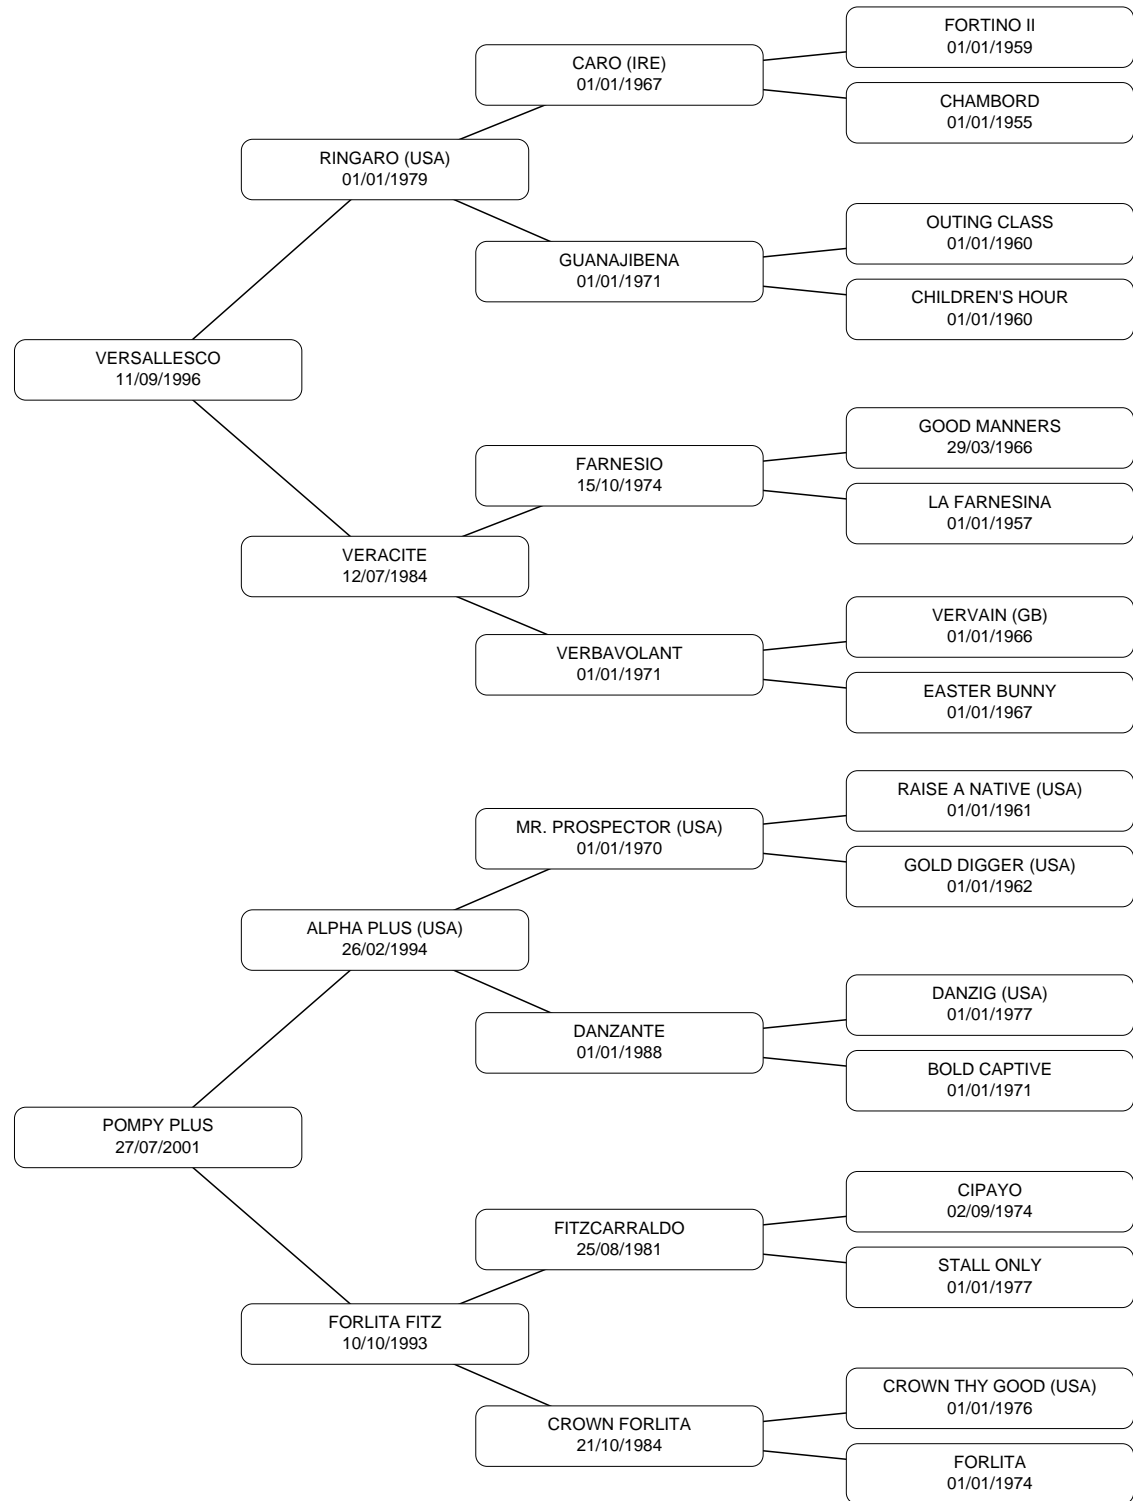 FORTINO II
01/01/1959
CARO (IRE)
01/01/1967
CHAMBORD
01/01/1955
RINGARO (USA)
01/01/1979
OUTING CLASS
01/01/1960
GUANAJIBENA
01/01/1971
CHILDREN'S HOUR
01/01/1960
VERSALLESCO
11/09/1996
GOOD MANNERS
29/03/1966
FARNESIO
15/10/1974
LA FARNESINA
01/01/1957
VERACITE
12/07/1984
VERVAIN (GB)
01/01/1966
VERBAVOLANT
01/01/1971
EASTER BUNNY
01/01/1967
RAISE A NATIVE (USA)
01/01/1961
MR. PROSPECTOR (USA)
01/01/1970
GOLD DIGGER (USA)
01/01/1962
ALPHA PLUS (USA)
26/02/1994
DANZIG (USA)
01/01/1977
DANZANTE
01/01/1988
BOLD CAPTIVE
01/01/1971
POMPY PLUS
27/07/2001
CIPAYO
02/09/1974
FITZCARRALDO
25/08/1981
STALL ONLY
01/01/1977
FORLITA FITZ
10/10/1993
CROWN THY GOOD (USA)
01/01/1976
CROWN FORLITA
21/10/1984
FORLITA
01/01/1974